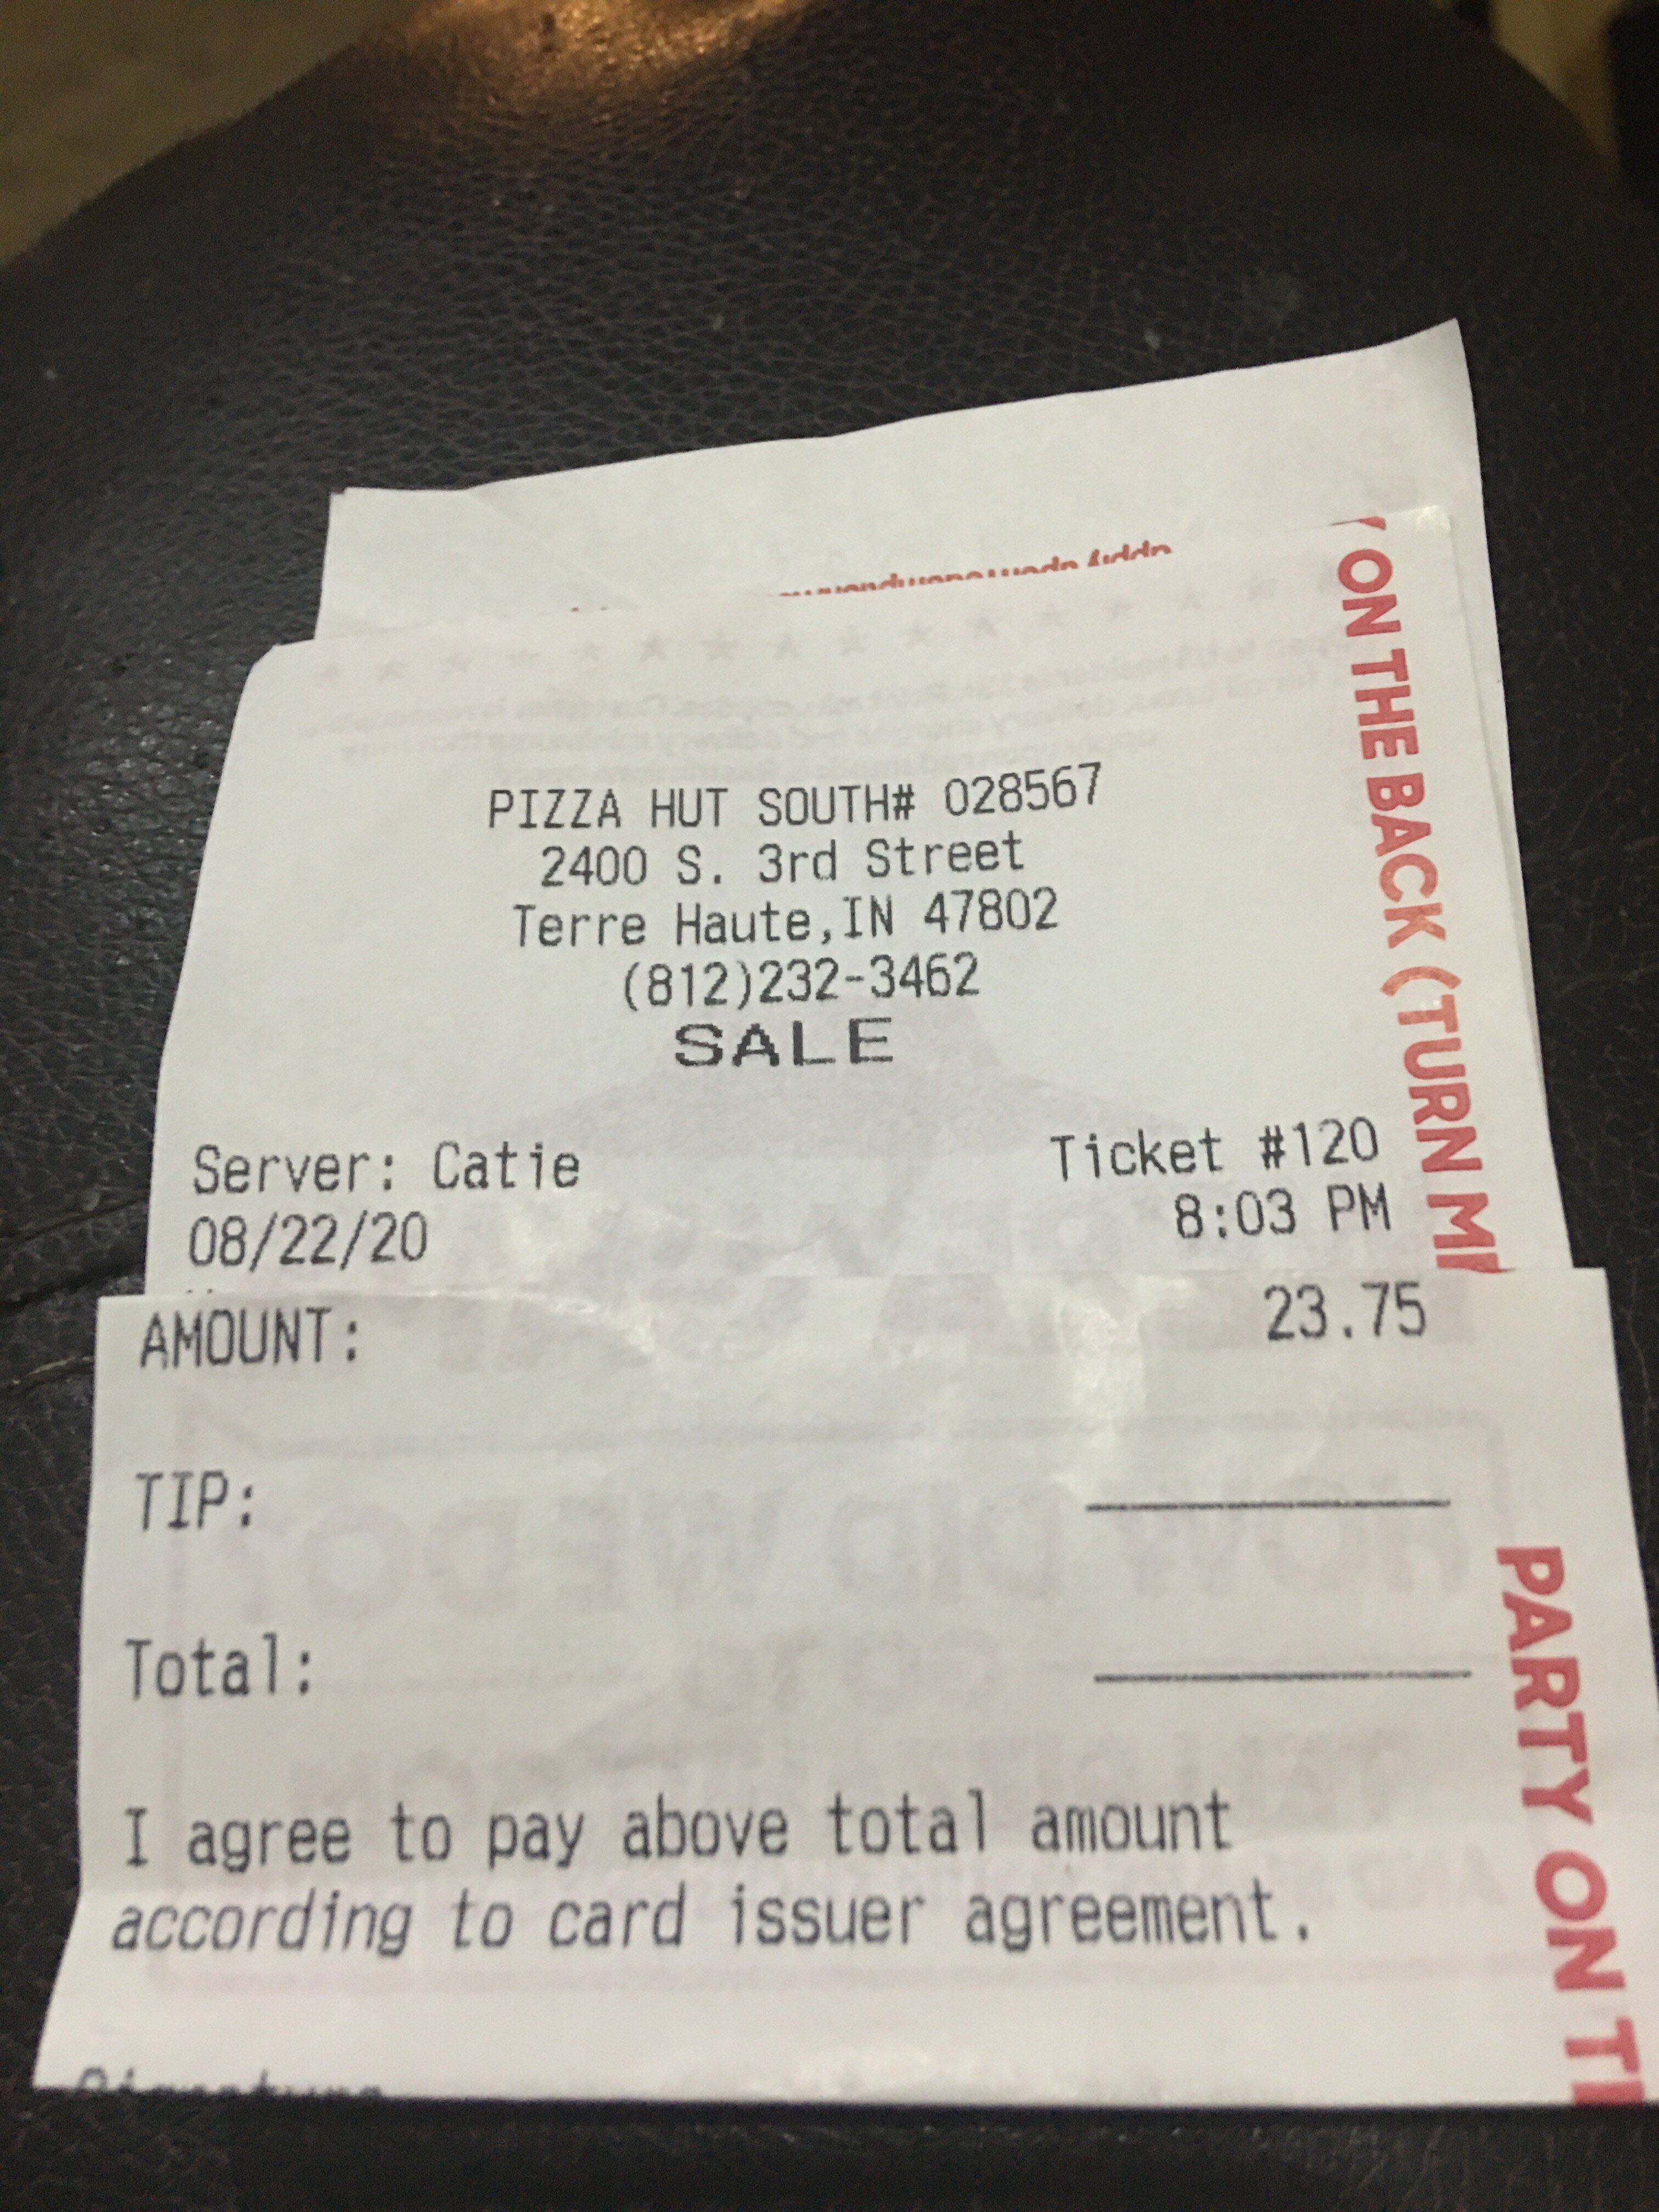 PIZZA HUT SOUTH# 028567
2400 S. 3rd Street
Terre Haute,IN 47802
(812)232-3462
SALE
Server: Catie Ticket #120
08/22/20 8:03 PM
AMOUNT: 23.75
TIP:
Total:
I agree to pay above total amount
according to card issuer agreement.
ON THE BACK (TURN
PARTY ON